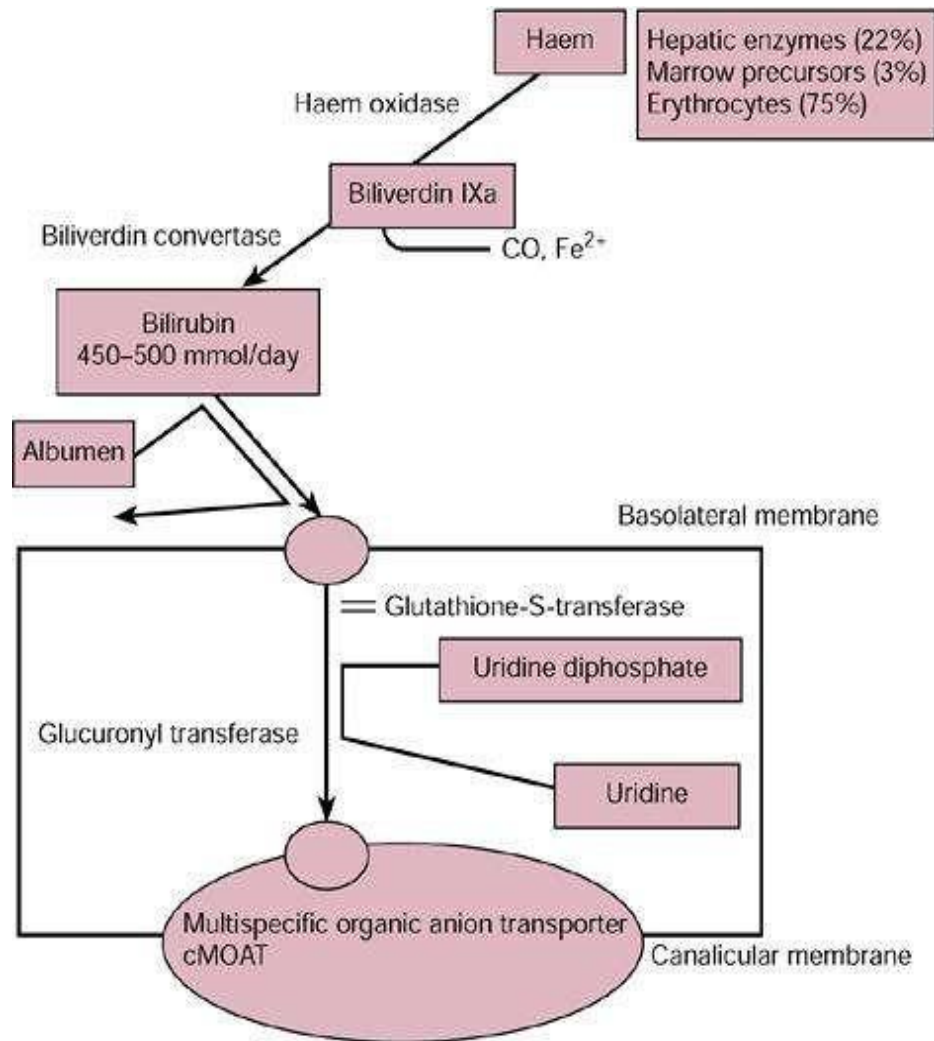 Haem
Hepatic enzymes (22%)
Marrow precursors (3%)
Erythrocytes (75%)
Haem oxidase
Biliverdin IXa
Biliverdin convertase
CO, Fe²⁺
Bilirubin
450–500 mmol/day
Albumen
Basolateral membrane
Glutathione-S-transferase
Uridine diphosphate
Glucuronyl transferase
Uridine
Multispecific organic anion transporter
cMOAT
Canalicular membrane